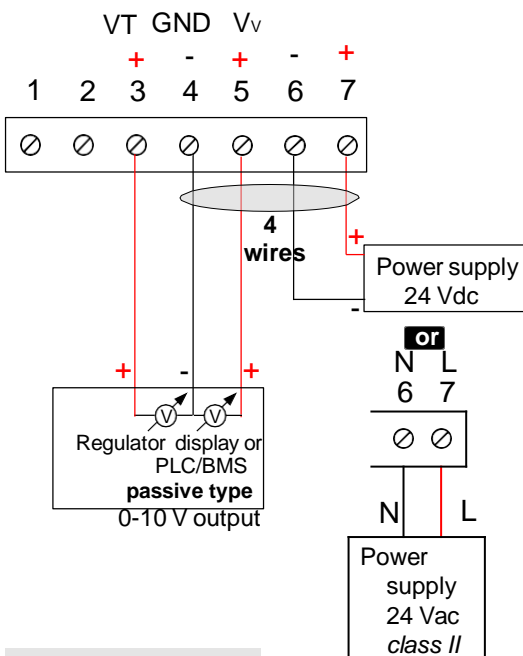 VT GND Vv
+ - + - +
1 2 3 4 5 6 7
4
wires
+
-
Power supply
24 Vdc
or
N L
6 7
+ - +
V V
Regulator display or
PLC/BMS
passive type
0-10 V output
N L
Power
supply
24 Vac
class II